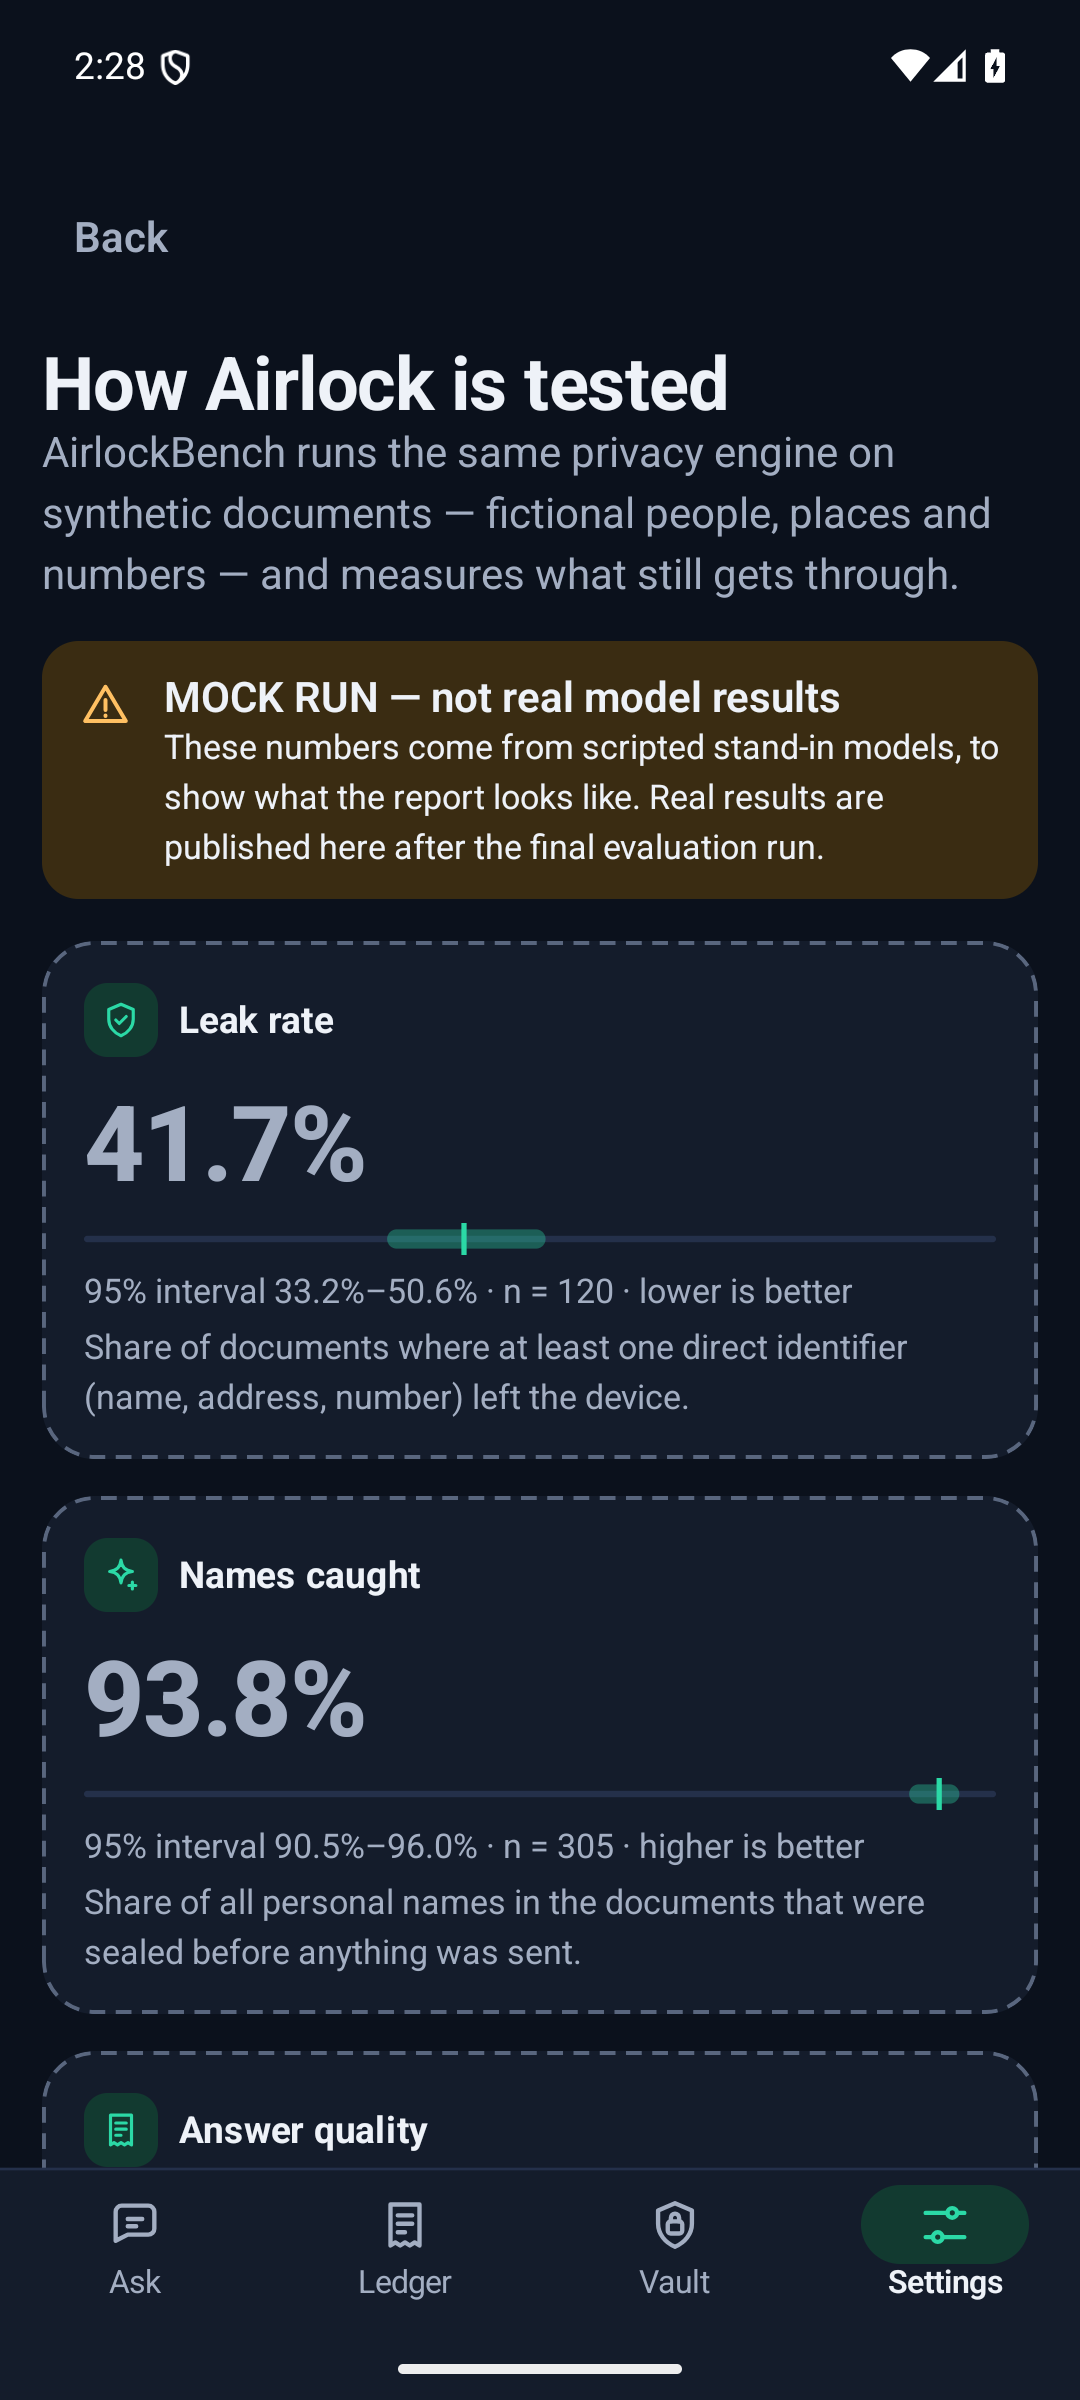 2:28
Back
How Airlock is tested
AirlockBench runs the same privacy engine on
synthetic documents — fictional people, places and
numbers — and measures what still gets through.
MOCK RUN — not real model results
These numbers come from scripted stand-in models, to
show what the report looks like. Real results are
published here after the final evaluation run.
Leak rate
41.7%
95% interval 33.2%–50.6% · n = 120 · lower is better
Share of documents where at least one direct identifier
(name, address, number) left the device.
Names caught
93.8%
95% interval 90.5%–96.0% · n = 305 · higher is better
Share of all personal names in the documents that were
sealed before anything was sent.
Answer quality
Ask
Ledger
Vault
Settings